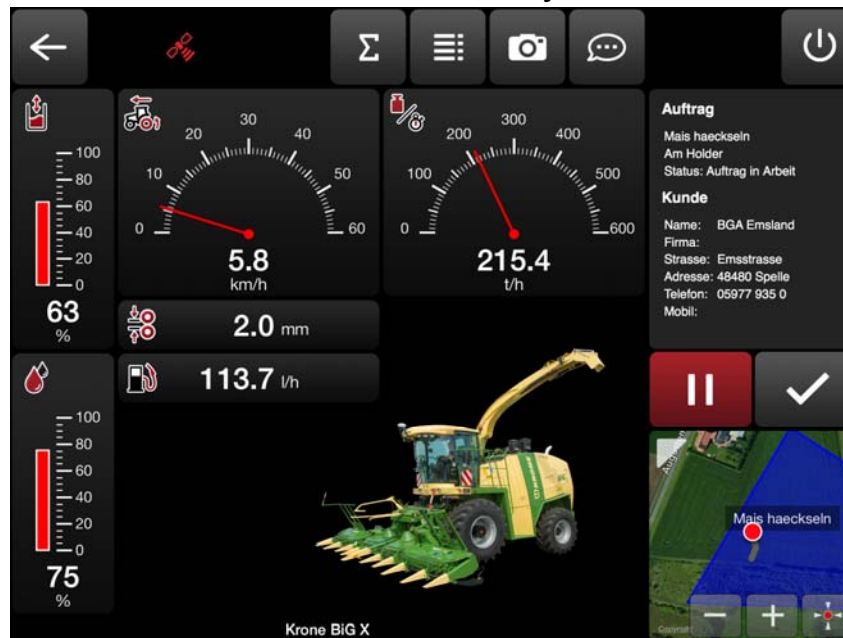 Σ
100
80
60
40
20
0
63
%
0
10
20
30
40
50
60
5.8
km/h
0
100
200
300
400
500
600
215.4
t/h
Auftrag
Mais haeckseln
Am Holder
Status: Auftrag in Arbeit
Kunde
Name: BGA Emsland
Firma:
Strasse: Emsstrasse
Adresse: 48480 Spelle
Telefon: 05977 935 0
Mobil:
2.0 mm
113.7 l/h
100
80
60
40
20
0
75
%
Krone BiG X
Mais haeckseln
Copyright